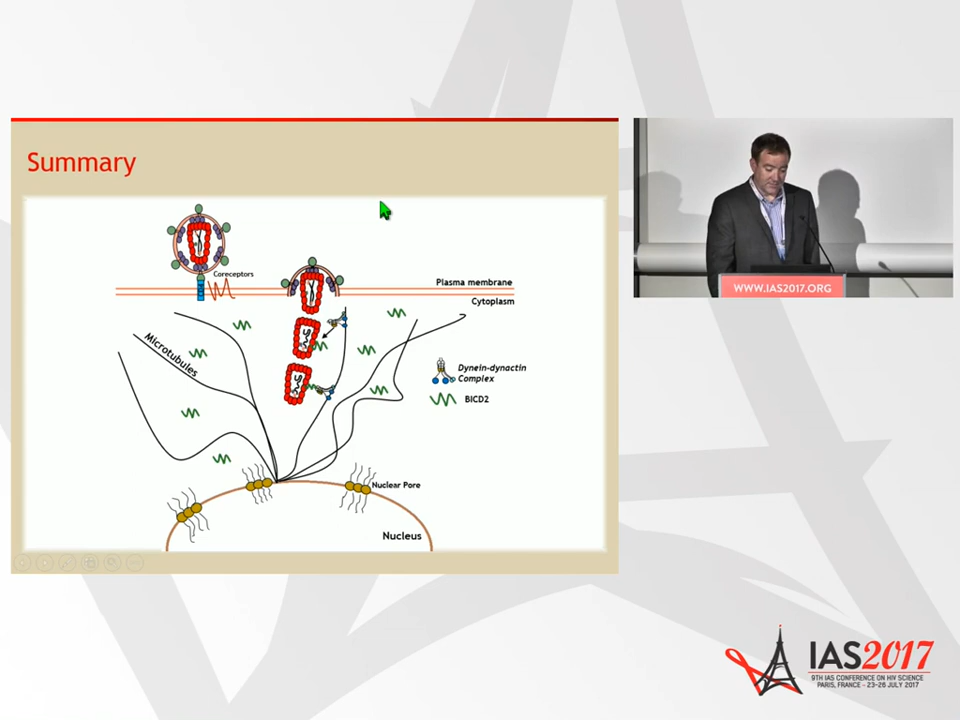 Summary
Coreceptors
Plasma membrane
Cytoplasm
Microtubules
Dynein-dynactin
Complex
BICD2
Nuclear Pore
Nucleus
WWW.IAS2017.ORG
IAS2017
9TH IAS CONFERENCE ON HIV SCIENCE
PARIS, FRANCE - 23-26 JULY 2017